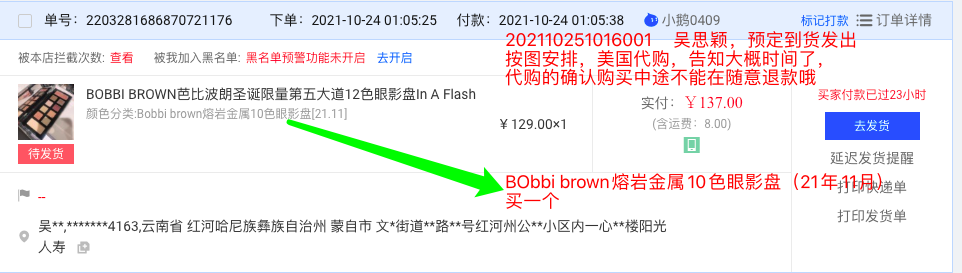 单号：2203281686870721176 下单：2021-10-24 01:05:25 付款：2021-10-24 01:05:38 小鹅0409 标记打款 订单详情
202110251016001 吴思颖，预定到货发出
按图安排，美国代购，告知大概时间了，
代购的确认购买中途不能在随意退款哦
被本店拦截次数: 查看 被我加入黑名单: 黑名单预警功能未开启 去开启
BOBBI BROWN芭比波朗圣诞限量第五大道12色眼影盘In A Flash
颜色分类:Bobbi brown熔岩金属10色眼影盘[21.11]
待发货
￥129.00×1
实付：￥137.00
(含运费：8.00)
买家付款已过23小时
去发货
延迟发货提醒
打印快递单
打印发货单
BObbi brown熔岩金属10色眼影盘（21年11月）
买一个
--
吴**,*******4163,云南省 红河哈尼族彝族自治州 蒙自市 文*街道**路**号红河州公**小区内一心**楼阳光
人寿